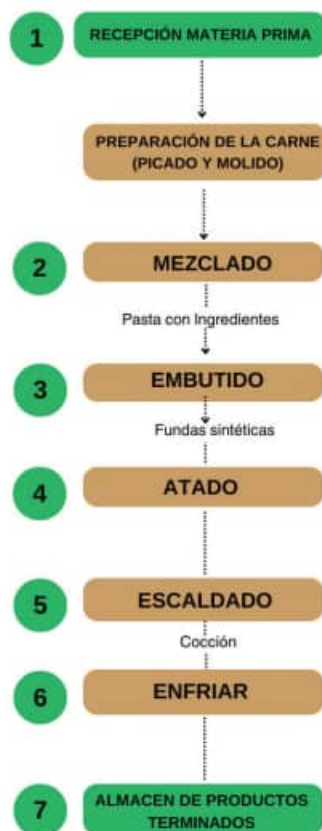 1
RECEPCIÓN MATERIA PRIMA
PREPARACIÓN DE LA CARNE
(PICADO Y MOLIDO)
2
MEZCLADO
Pasta con Ingredientes
3
EMBUTIDO
Fundas sintéticas
4
ATADO
5
ESCALDADO
Cocción
6
ENFRIAR
7
ALMACEN DE PRODUCTOS
TERMINADOS